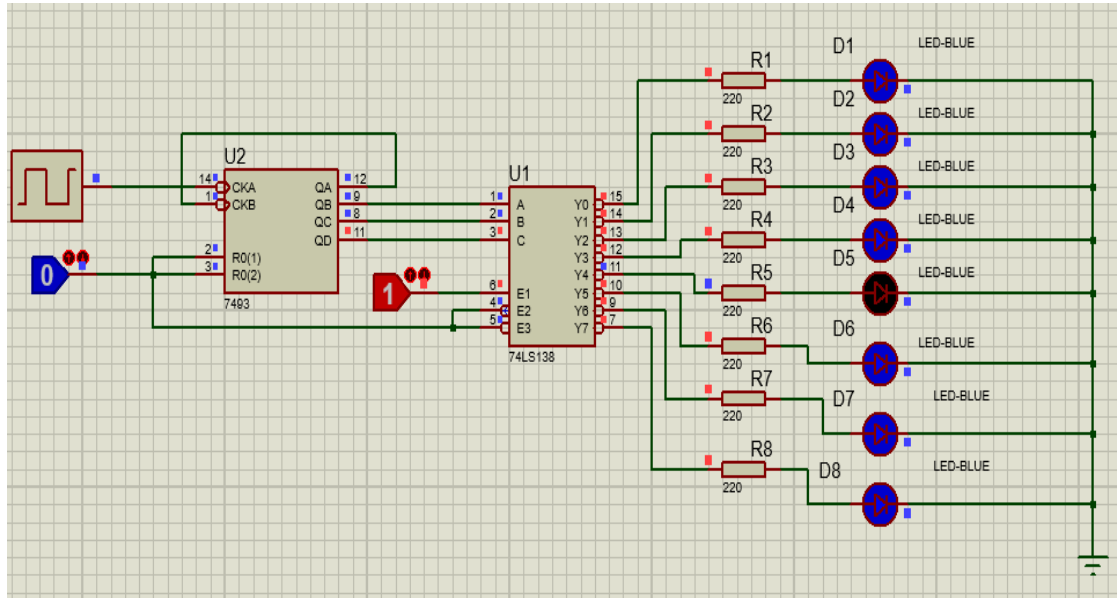 U2
14
1
CKA
CKB
2
3
R0(1)
R0(2)
QA
QB
QC
QD
12
9
8
11
7493
0
1
U1
1
2
3
A
B
C
6
4
5
E1
E2
E3
Y0
Y1
Y2
Y3
Y4
Y5
Y6
Y7
15
14
13
12
11
10
9
7
74LS138
R1
220
R2
220
R3
220
R4
220
R5
220
R6
220
R7
220
R8
220
D1
LED-BLUE
D2
LED-BLUE
D3
LED-BLUE
D4
LED-BLUE
D5
LED-BLUE
D6
LED-BLUE
D7
LED-BLUE
D8
LED-BLUE